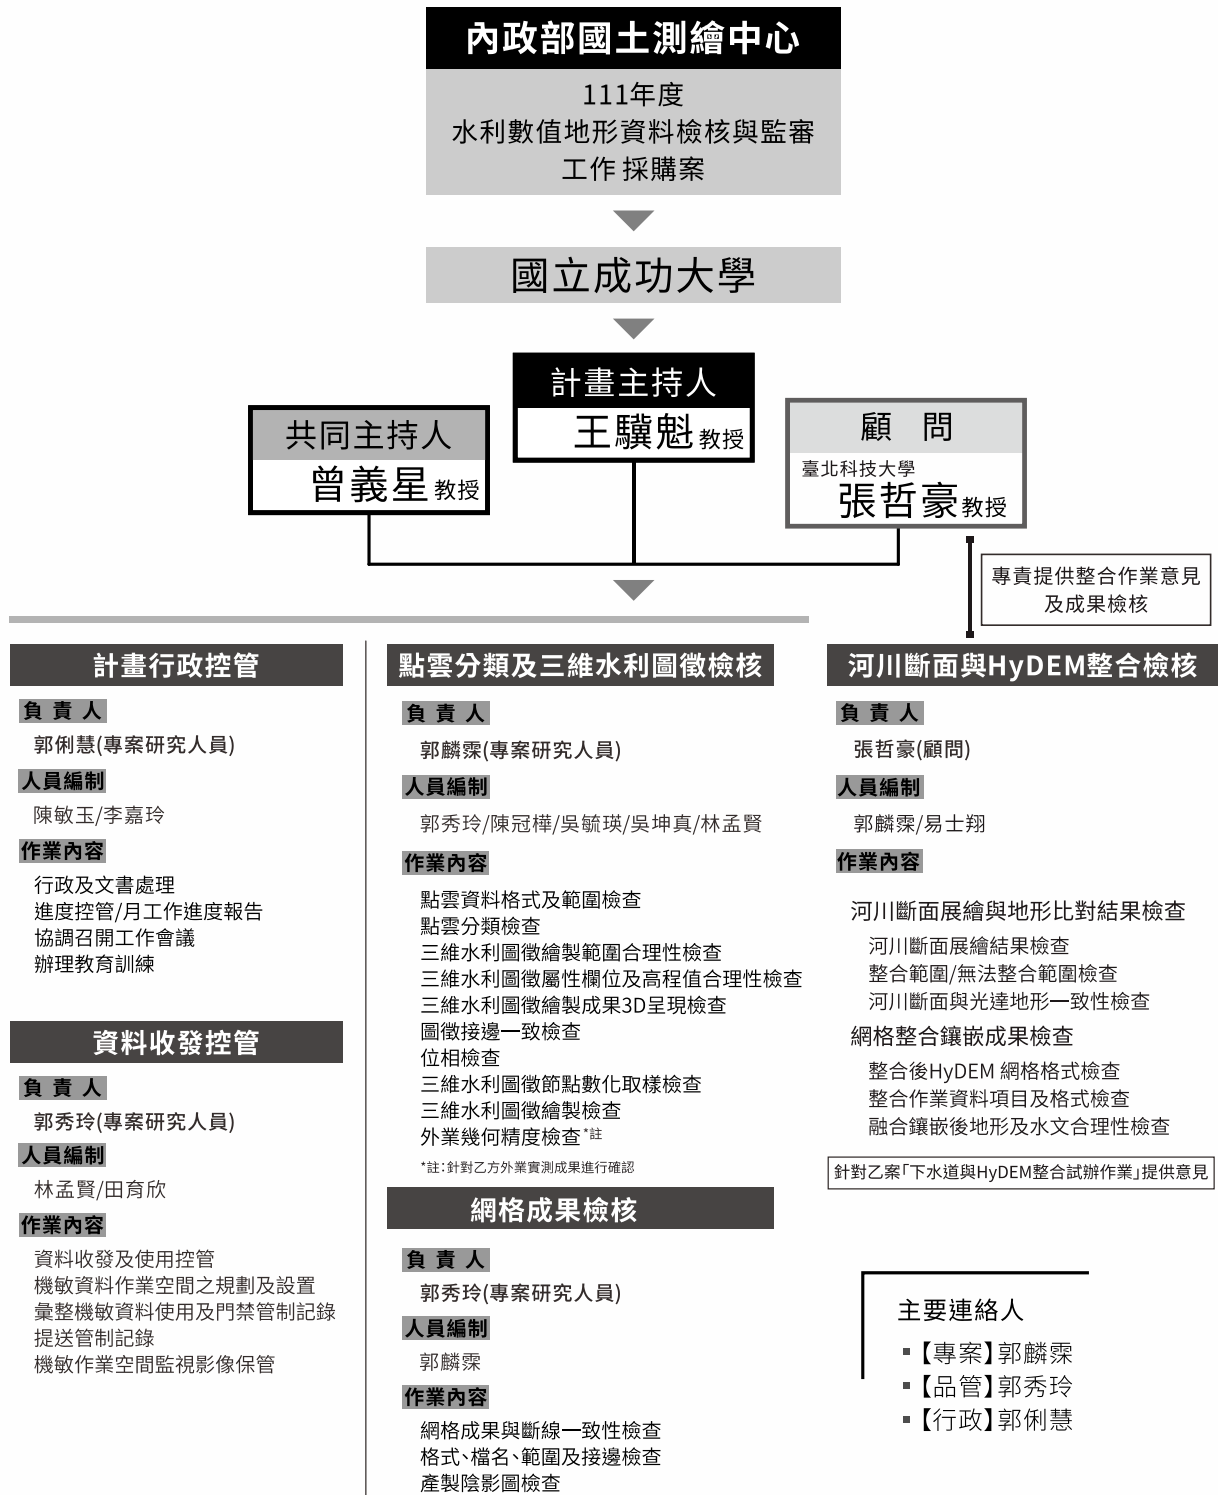 內政部國土測繪中心
111年度
水利數值地形資料檢核與監審
工作 採購案
國立成功大學
計畫主持人
王驥魁 教授
共同主持人
曾義星 教授
顧 問
臺北科技大學
張哲豪 教授
專責提供整合作業意見
及成果檢核
計畫行政控管
負 責 人
郭俐慧(專案研究人員)
人員編制
陳敏玉/李嘉玲
作業內容
行政及文書處理
進度控管/月工作進度報告
協調召開工作會議
辦理教育訓練
資料收發控管
負 責 人
郭秀玲(專案研究人員)
人員編制
林孟賢/田育欣
作業內容
資料收發及使用控管
機敏資料作業空間之規劃及設置
彙整機敏資料使用及門禁管制記錄
提送管制記錄
機敏作業空間監視影像保管
點雲分類及三維水利圖徵檢核
負 責 人
郭麟霂(專案研究人員)
人員編制
郭秀玲/陳冠樺/吳毓瑛/吳坤真/林孟賢
作業內容
點雲資料格式及範圍檢查
點雲分類檢查
三維水利圖徵繪製範圍合理性檢查
三維水利圖徵屬性欄位及高程值合理性檢查
三維水利圖徵繪製成果3D呈現檢查
圖徵接邊一致檢查
位相檢查
三維水利圖徵節點數化取樣檢查
三維水利圖徵繪製檢查
外業幾何精度檢查*註
*註：針對乙方外業實測成果進行確認
網格成果檢核
負 責 人
郭秀玲(專案研究人員)
人員編制
郭麟霂
作業內容
網格成果與斷線一致性檢查
格式、檔名、範圍及接邊檢查
產製陰影圖檢查
河川斷面與HyDEM整合檢核
負 責 人
張哲豪(顧問)
人員編制
郭麟霂/易士翔
作業內容
河川斷面展繪與地形比對結果檢查
河川斷面展繪結果檢查
整合範圍/無法整合範圍檢查
河川斷面與光達地形一致性檢查
網格整合鑲嵌成果檢查
整合後HyDEM 網格格式檢查
整合作業資料項目及格式檢查
融合鑲嵌後地形及水文合理性檢查
針對乙案「下水道與HyDEM整合試辦作業」提供意見
主要連絡人
▪【專案】郭麟霂
▪【品管】郭秀玲
▪【行政】郭俐慧